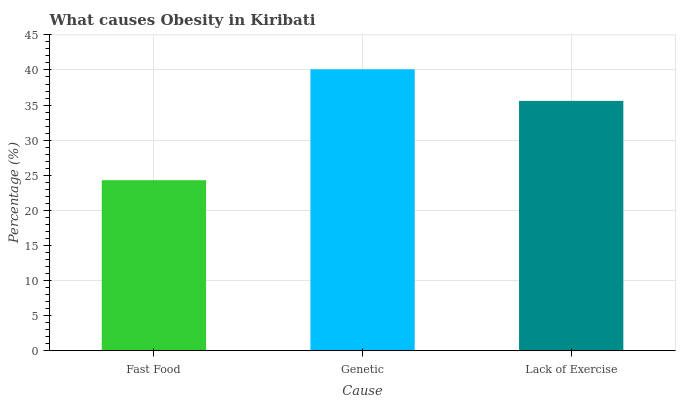 What causes Obesity in Kiribati
45
40
35
30
25
20
15
10
5
0
Percentage (%)
Fast Food
Genetic
Lack of Exercise
Cause